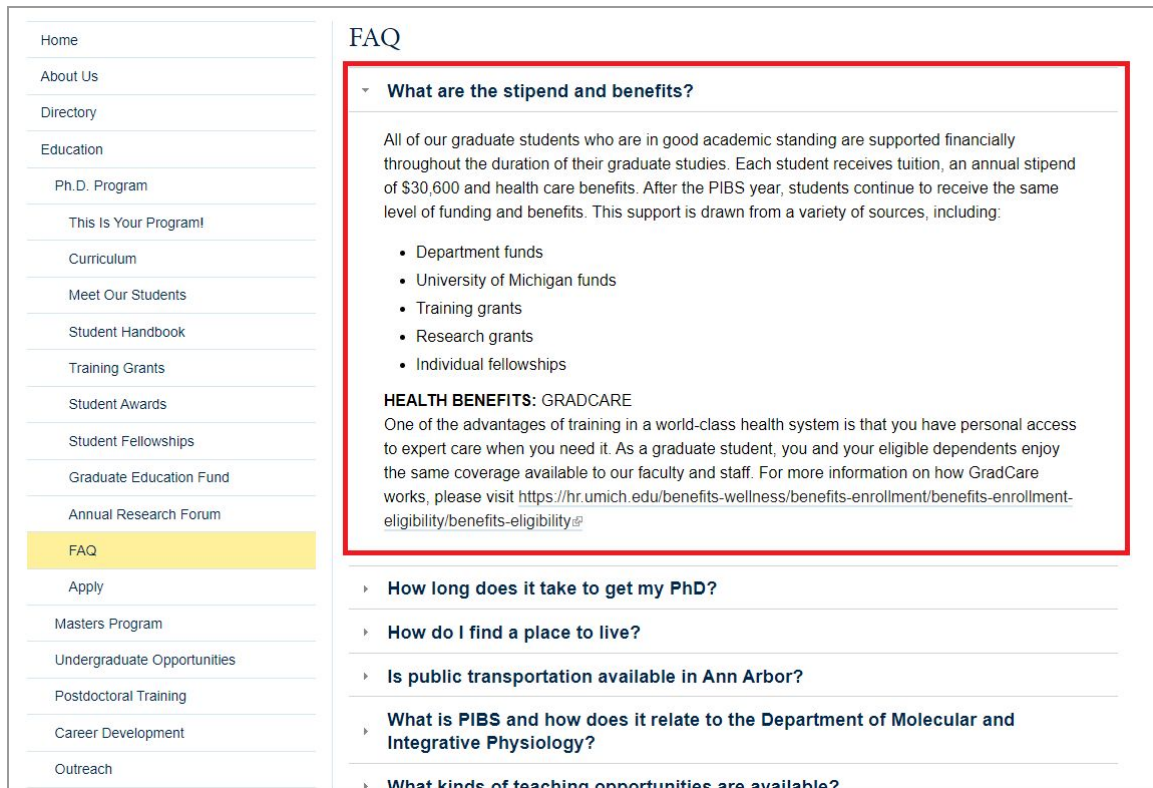 Home
About Us
Directory
Education
Ph.D. Program
This Is Your Program!
Curriculum
Meet Our Students
Student Handbook
Training Grants
Student Awards
Student Fellowships
Graduate Education Fund
Annual Research Forum
FAQ
Apply
Masters Program
Undergraduate Opportunities
Postdoctoral Training
Career Development
Outreach
FAQ
What are the stipend and benefits?
All of our graduate students who are in good academic standing are supported financially
throughout the duration of their graduate studies. Each student receives tuition, an annual stipend
of $30,600 and health care benefits. After the PIBS year, students continue to receive the same
level of funding and benefits. This support is drawn from a variety of sources, including:
• Department funds
• University of Michigan funds
• Training grants
• Research grants
• Individual fellowships
HEALTH BENEFITS: GRADCARE
One of the advantages of training in a world-class health system is that you have personal access
to expert care when you need it. As a graduate student, you and your eligible dependents enjoy
the same coverage available to our faculty and staff. For more information on how GradCare
works, please visit https://hr.umich.edu/benefits-wellness/benefits-enrollment/benefits-enrollment-
eligibility/benefits-eligibility
How long does it take to get my PhD?
How do I find a place to live?
Is public transportation available in Ann Arbor?
What is PIBS and how does it relate to the Department of Molecular and
Integrative Physiology?
What kinds of teaching opportunities are available?